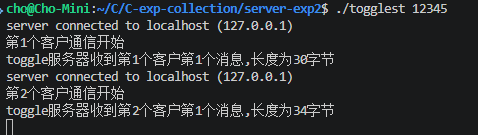 cho@Cho-Mini:~/C/C-exp-collection/server-exp2$ ./togglest 12345
server connected to localhost (127.0.0.1)
第1个客户通信开始
toggle服务器收到第1个客户第1个消息,长度为30字节
server connected to localhost (127.0.0.1)
第2个客户通信开始
toggle服务器收到第2个客户第1个消息,长度为34字节